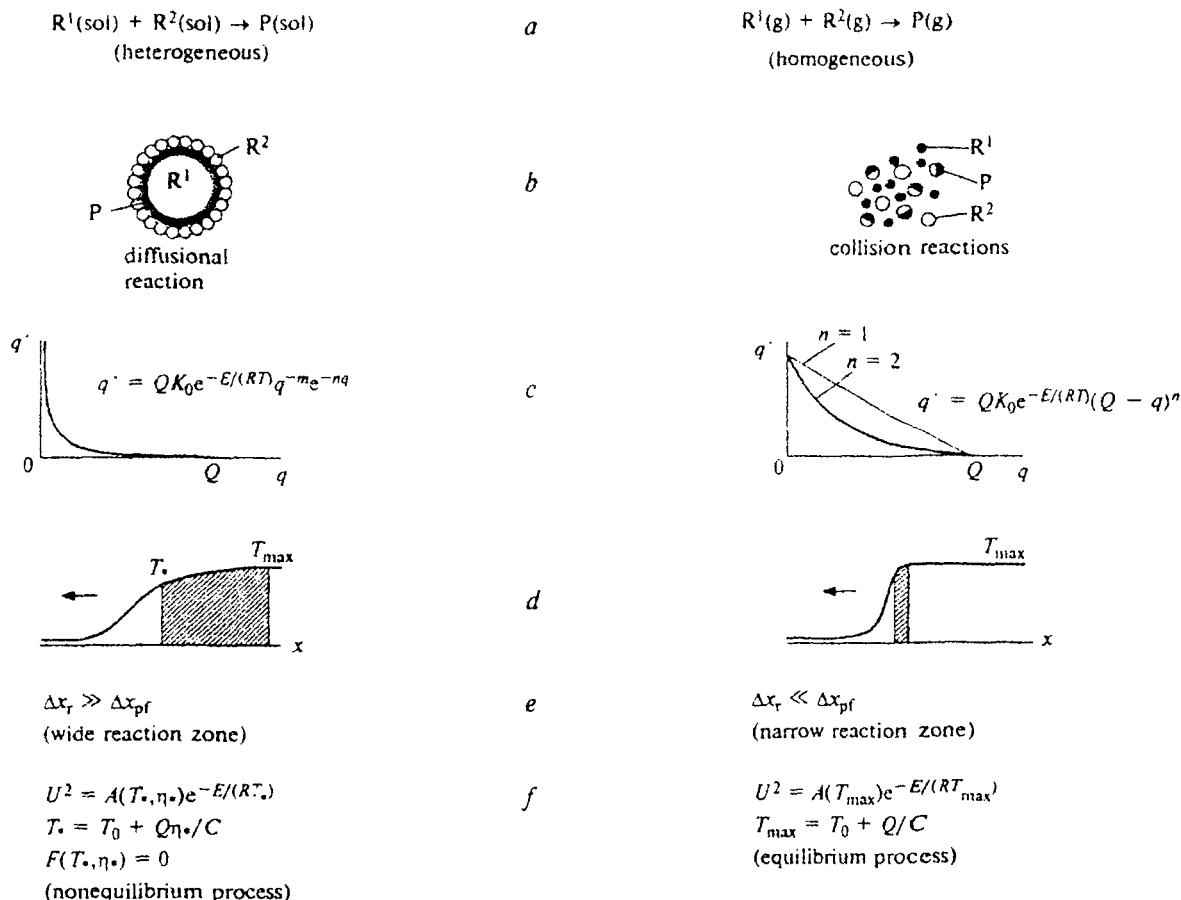 R¹(sol) + R²(sol) → P(sol)
(heterogeneous)
a
R¹(g) + R²(g) → P(g)
(homogeneous)
R²
R¹
P
diffusional
reaction
b
R¹
P
R²
collision reactions
q˙
q˙ = QK₀e^{−E/(RT)}q^{−m}e^{−nq}
0
Q
q
c
q˙
n = 1
n = 2
q˙ = QK₀e^{−E/(RT)}(Q − q)ⁿ
0
Q
q
T*
T_max
x
d
T_max
x
Δx_r ≫ Δx_pf
(wide reaction zone)
e
Δx_r ≪ Δx_pf
(narrow reaction zone)
U² = A(T*,η*)e^{−E/(RT*)}
T* = T₀ + Qη*/C
F(T*,η*) = 0
(nonequilibrium process)
f
U² = A(T_max)e^{−E/(RT_max)}
T_max = T₀ + Q/C
(equilibrium process)